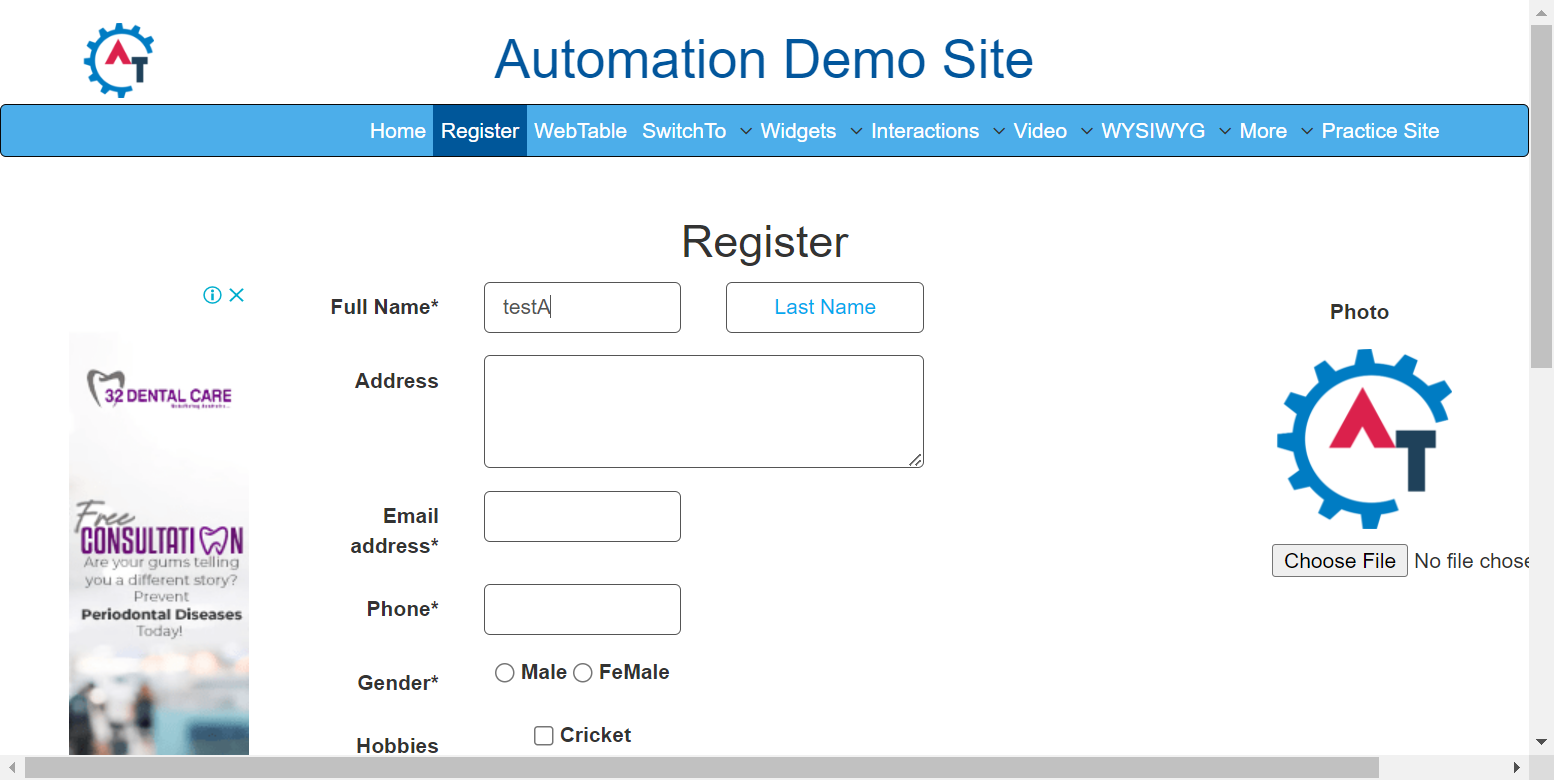 AT
Automation Demo Site
Home Register WebTable SwitchTo Widgets Interactions Video WYSIWYG More Practice Site
Register
Full Name* testA Last Name
Photo
32 DENTAL CARE
Address
AT
Free
CONSULTATION
Are your gums telling
you a different story?
Prevent
Periodontal Diseases
Today!
Email
address*
Choose File No file chose
Phone*
Gender* Male FeMale
Hobbies Cricket